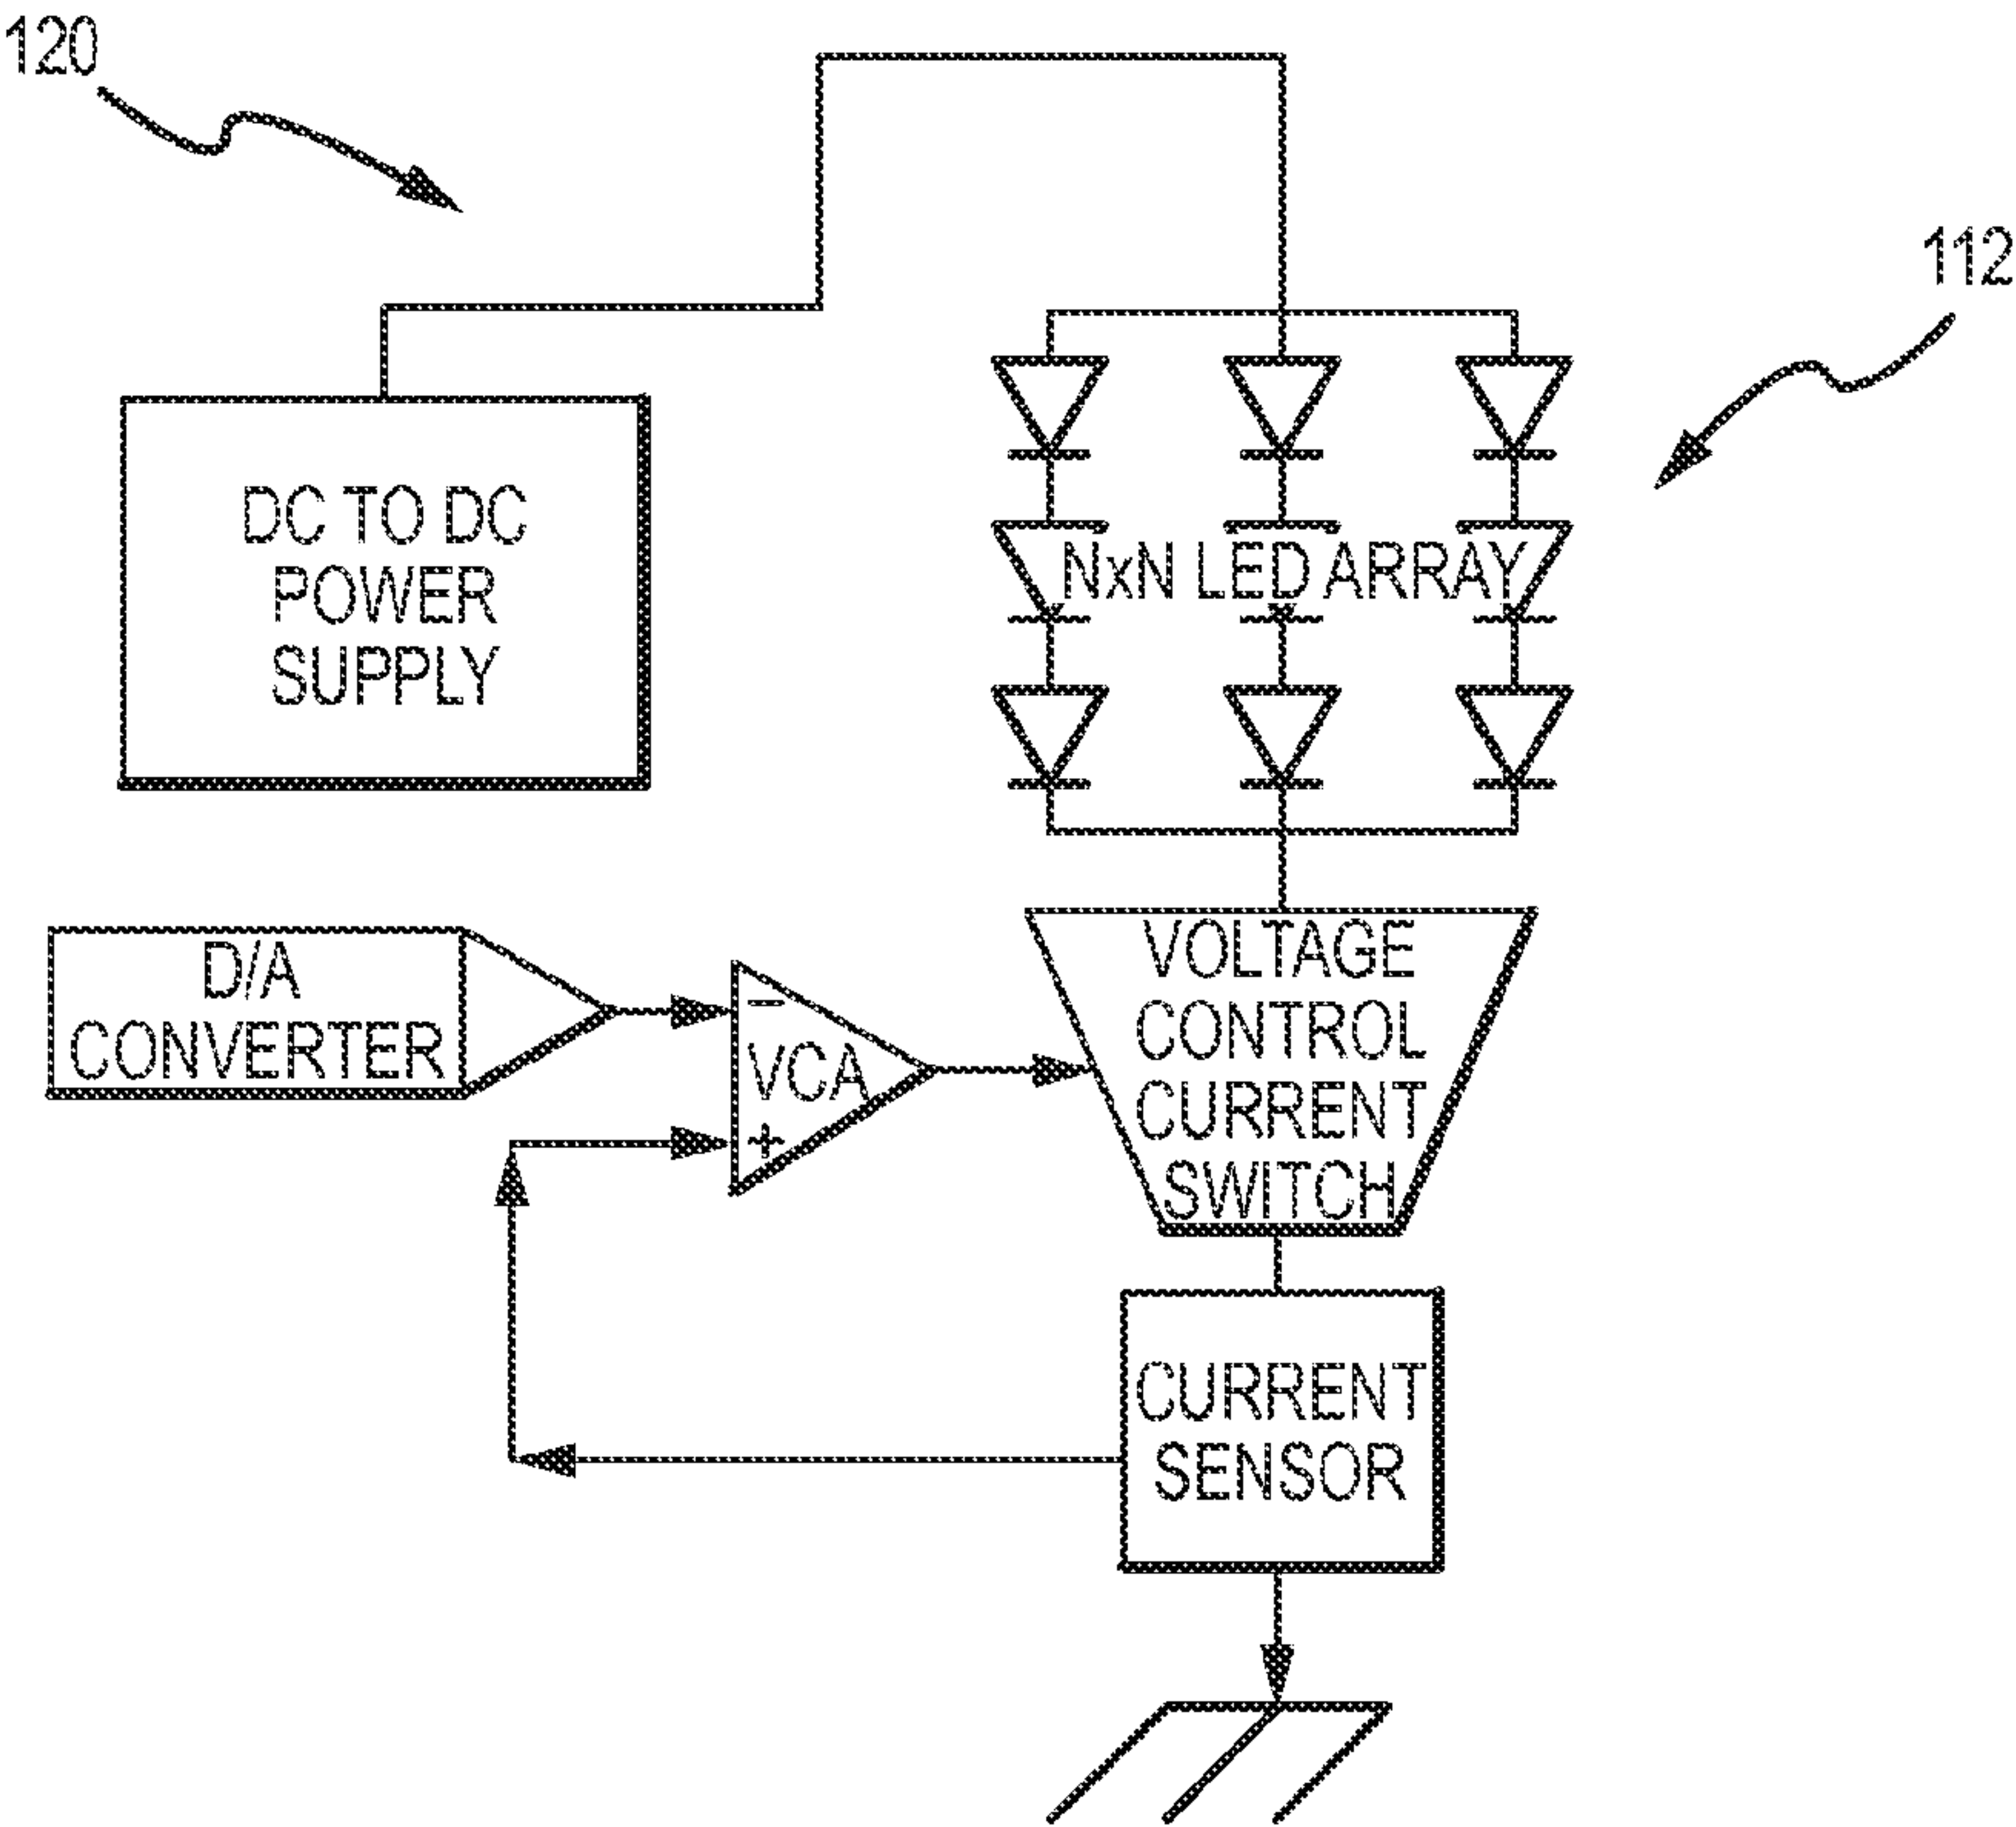 120
112
DC TO DC
POWER
SUPPLY
NxN LED ARRAY
D/A
CONVERTER
−
VCA
+
VOLTAGE
CONTROL
CURRENT
SWITCH
CURRENT
SENSOR